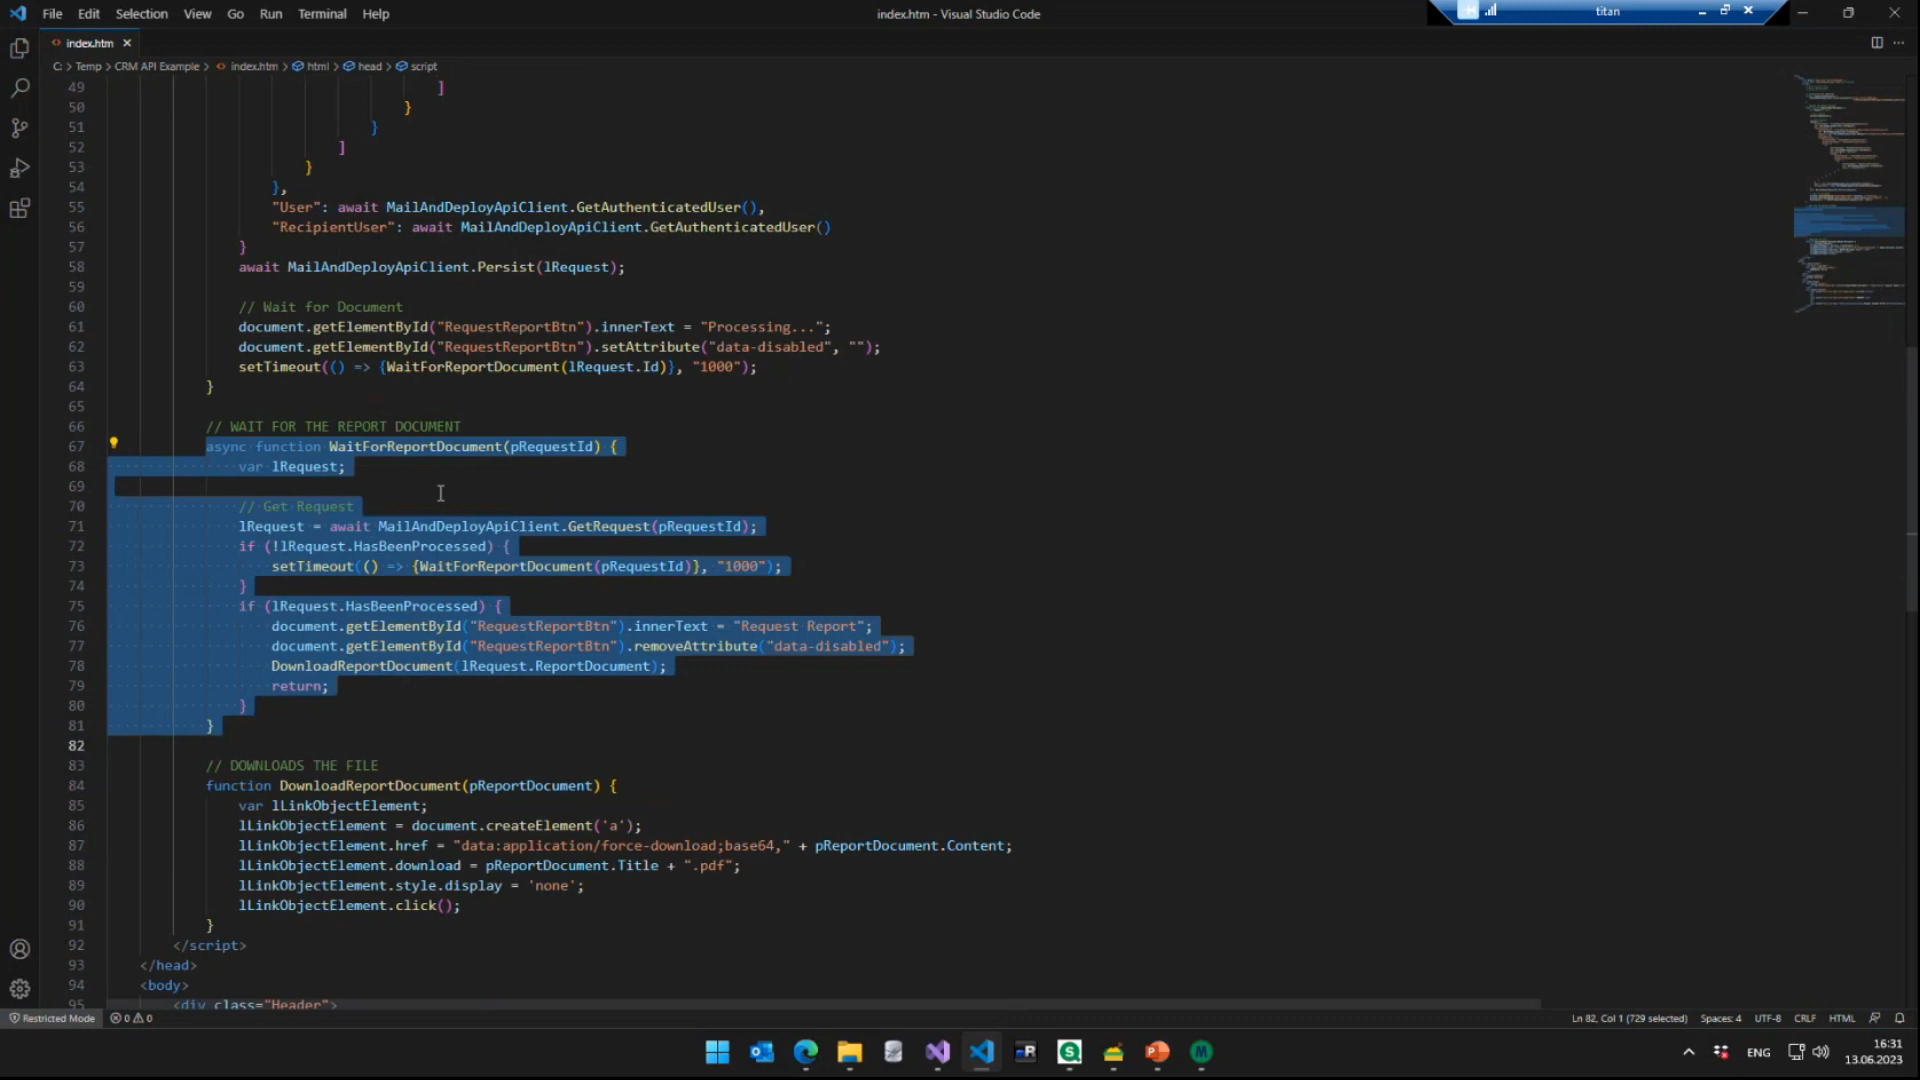 File Edit Selection View Go Run Terminal Help
index.htm - Visual Studio Code
titan
index.htm
C: > Temp > CRM API Example > index.htm > html > head > script
49 ]
50 }
51 }
52 ]
53 }
54 },
55 "User": await MailAndDeployApiClient.GetAuthenticatedUser(),
56 "RecipientUser": await MailAndDeployApiClient.GetAuthenticatedUser()
57 }
58 await MailAndDeployApiClient.Persist(lRequest);
59
60 // Wait for Document
61 document.getElementById("RequestReportBtn").innerText = "Processing...";
62 document.getElementById("RequestReportBtn").setAttribute("data-disabled", "");
63 setTimeout(() => {WaitForReportDocument(lRequest.Id)}, "1000");
64 }
65
66 // WAIT FOR THE REPORT DOCUMENT
67 async function WaitForReportDocument(pRequestId) {
68 var lRequest;
69
70 // Get Request
71 lRequest = await MailAndDeployApiClient.GetRequest(pRequestId);
72 if (!lRequest.HasBeenProcessed) {
73 setTimeout(() => {WaitForReportDocument(pRequestId)}, "1000");
74 }
75 if (lRequest.HasBeenProcessed) {
76 document.getElementById("RequestReportBtn").innerText = "Request Report";
77 document.getElementById("RequestReportBtn").removeAttribute("data-disabled");
78 DownloadReportDocument(lRequest.ReportDocument);
79 return;
80 }
81 }
82
83 // DOWNLOADS THE FILE
84 function DownloadReportDocument(pReportDocument) {
85 var lLinkObjectElement;
86 lLinkObjectElement = document.createElement('a');
87 lLinkObjectElement.href = "data:application/force-download;base64," + pReportDocument.Content;
88 lLinkObjectElement.download = pReportDocument.Title + ".pdf";
89 lLinkObjectElement.style.display = 'none';
90 lLinkObjectElement.click();
91 }
92 </script>
93 </head>
94 <body>
95 <div class="Header">
Restricted Mode 0 0
Ln 82, Col 1 (729 selected) Spaces: 4 UTF-8 CRLF HTML
ENG
16:31
13.06.2023